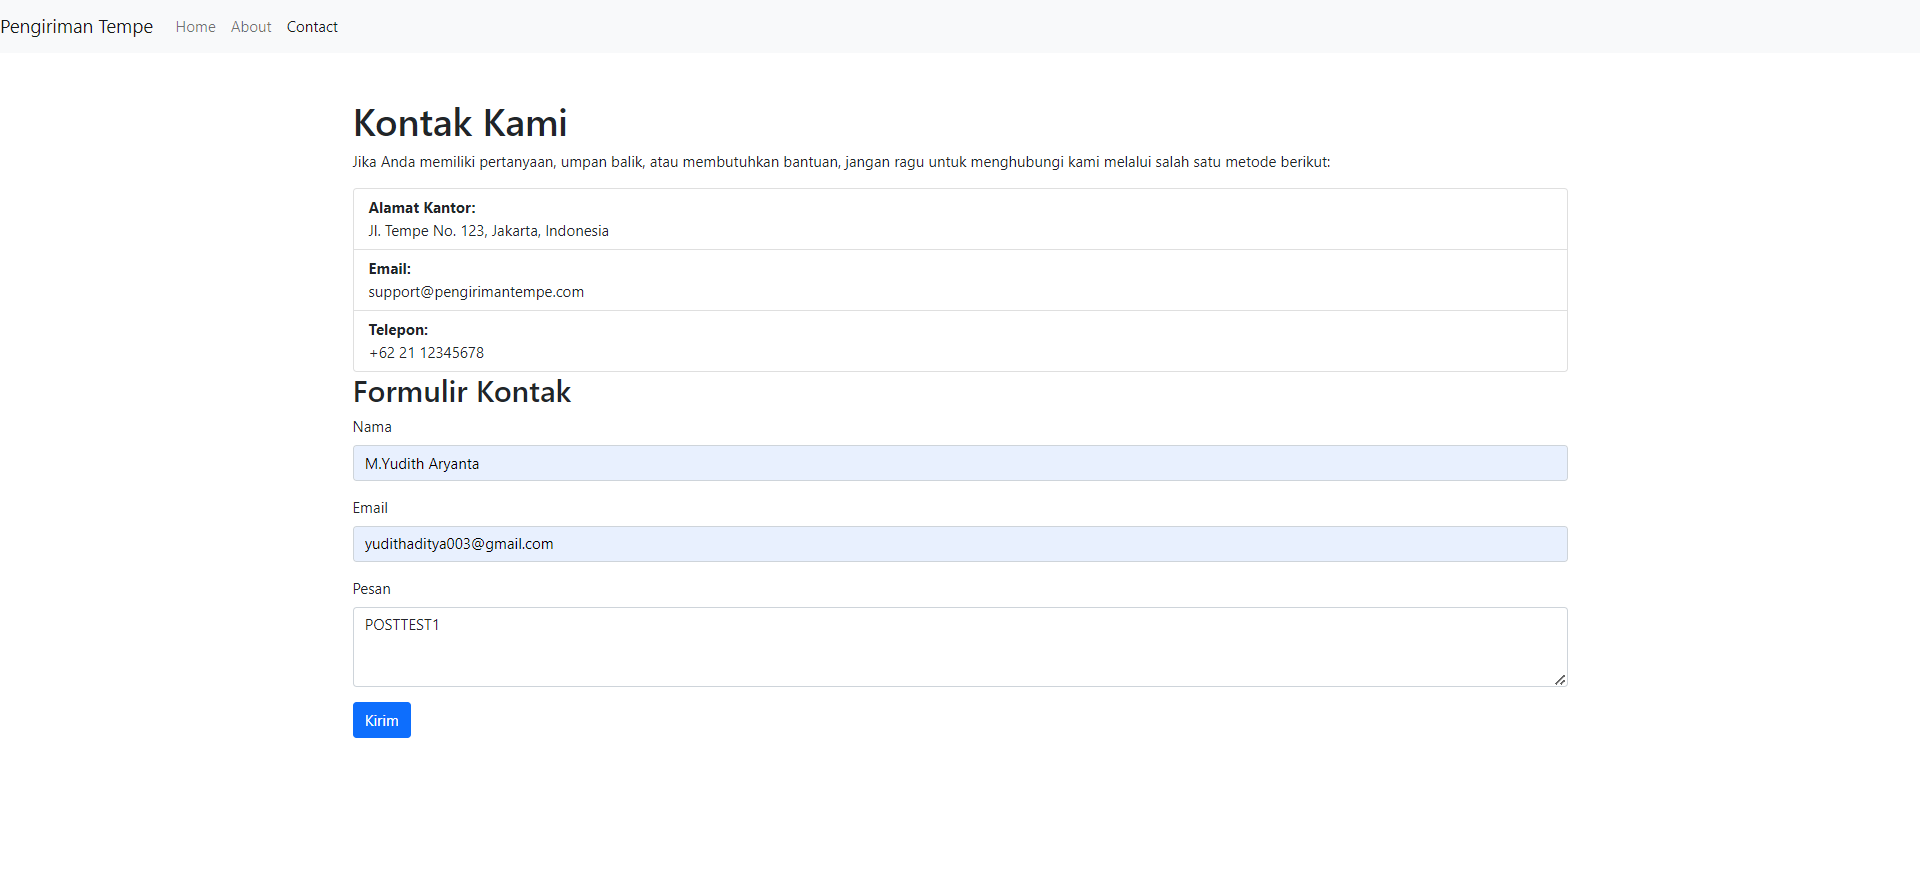 Pengiriman Tempe Home About Contact
Kontak Kami
Jika Anda memiliki pertanyaan, umpan balik, atau membutuhkan bantuan, jangan ragu untuk menghubungi kami melalui salah satu metode berikut:
Alamat Kantor:
Jl. Tempe No. 123, Jakarta, Indonesia
Email:
support@pengirimantempe.com
Telepon:
+62 21 12345678
Formulir Kontak
Nama
M.Yudith Aryanta
Email
yudithaditya003@gmail.com
Pesan
POSTTEST1
Kirim